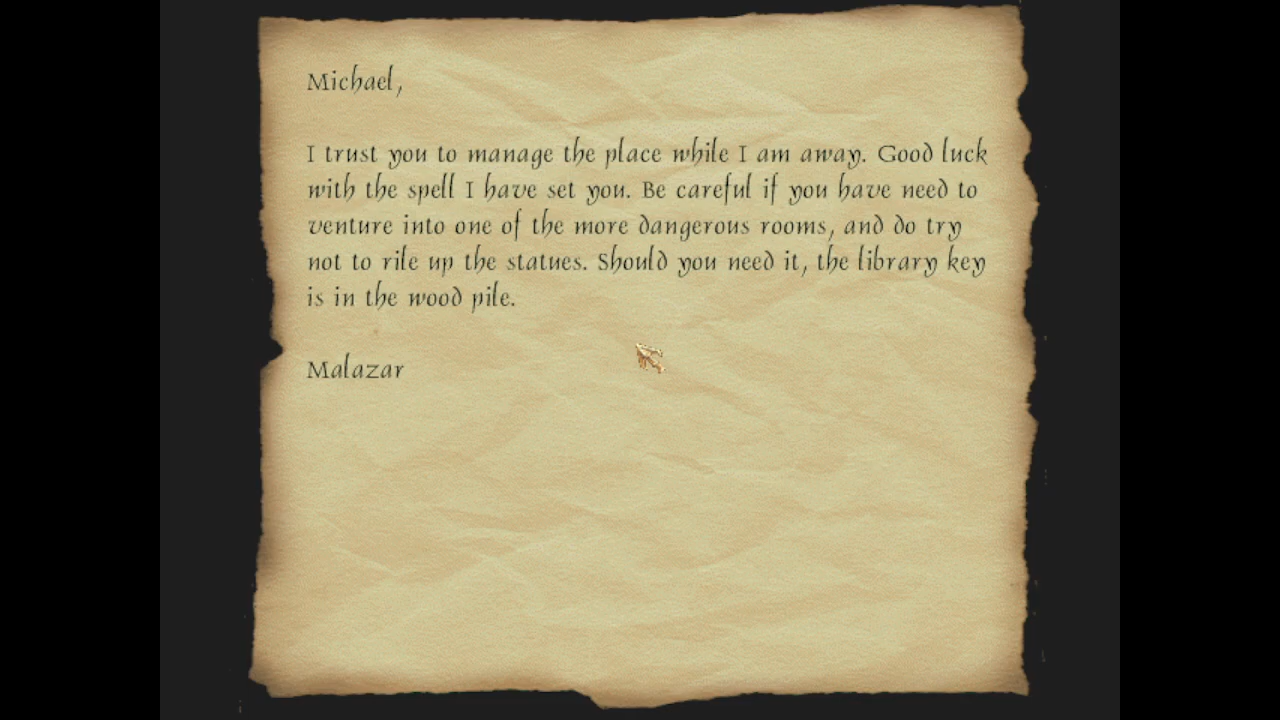 Michael,
I trust you to manage the place while I am away. Good luck
with the spell I have set you. Be careful if you have need to
venture into one of the more dangerous rooms, and do try
not to rile up the statues. Should you need it, the library key
is in the wood pile.
Malazar